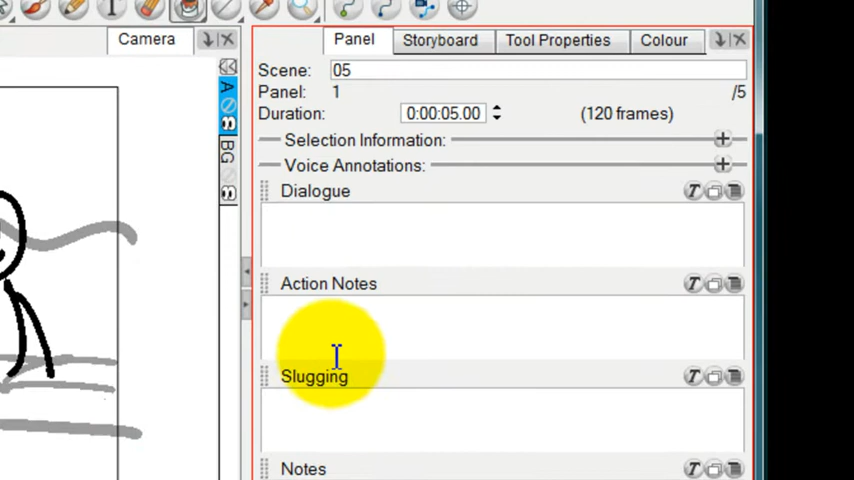 Camera
Panel Storyboard Tool Properties Colour
Scene: 05
Panel: 1 /5
Duration: 0:00:05.00 (120 frames)
Selection Information:
Voice Annotations:
A
BG
Dialogue
Action Notes
Slugging
Notes